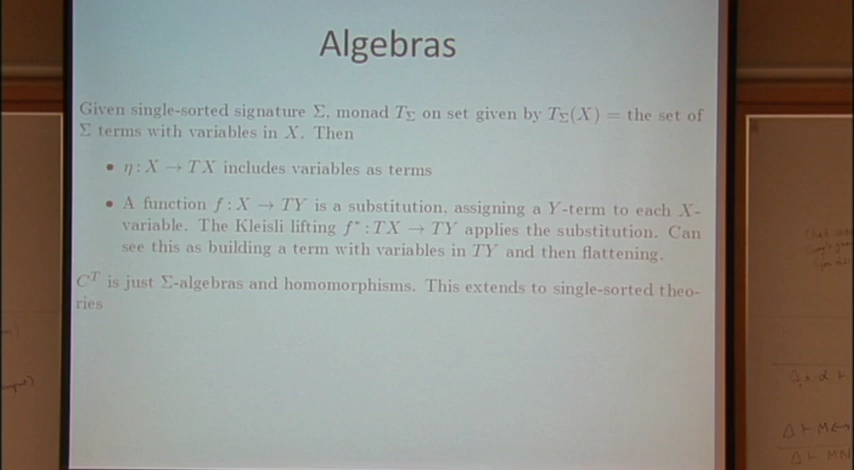 Algebras
Given single-sorted signature Σ, monad T_Σ on set given by T_Σ(X) = the set of
Σ terms with variables in X. Then
• η : X → TX includes variables as terms
• A function f : X → TY is a substitution, assigning a Y-term to each X-
variable. The Kleisli lifting f* : TX → TY applies the substitution. Can
see this as building a term with variables in TY and then flattening.
C^T is just Σ-algebras and homomorphisms. This extends to single-sorted theo-
ries
Δ ⊢ M
Δ ⊢ MN